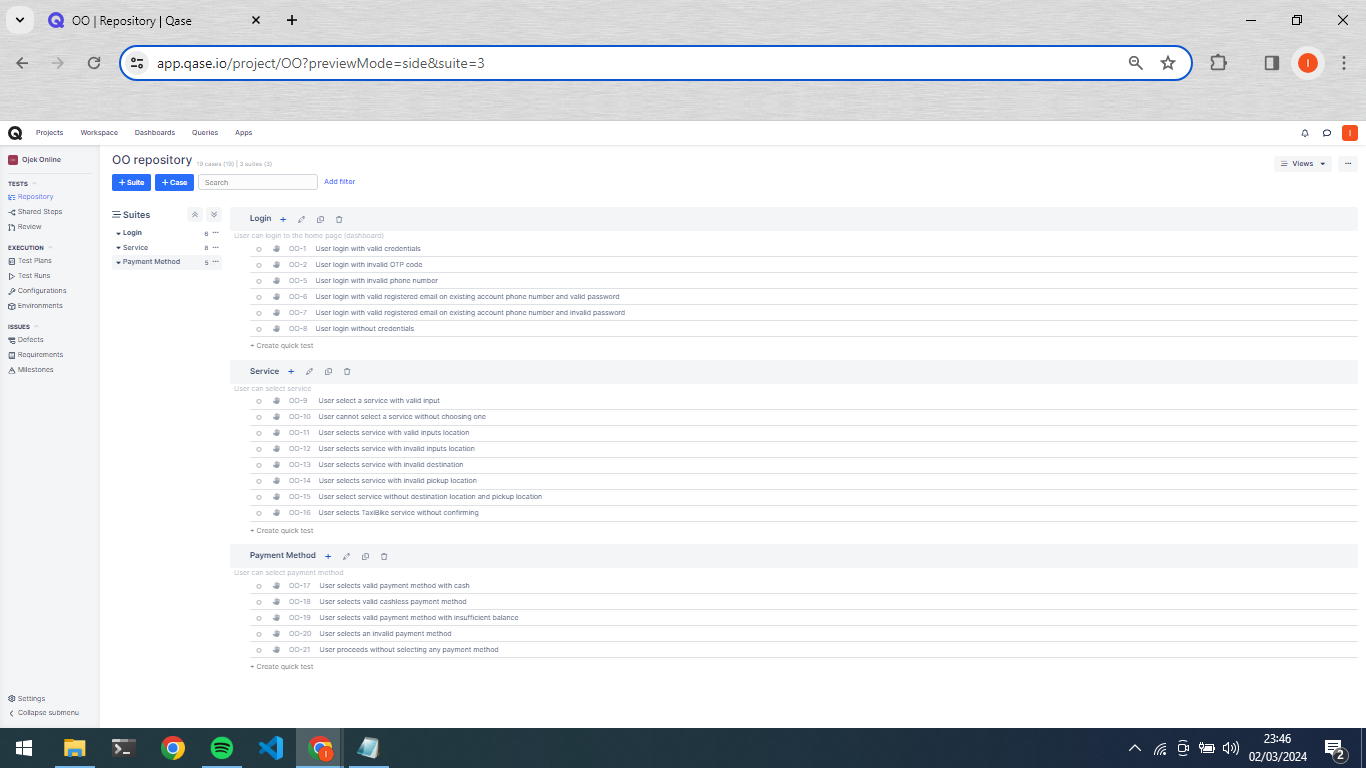 OO | Repository | Qase
app.qase.io/project/OO?previewMode=side&suite=3
I
Projects Workspace Dashboards Queries Apps
I
Ojek Online
TESTS
Repository
Shared Steps
Review
EXECUTION
Test Plans
Test Runs
Configurations
Environments
ISSUES
Defects
Requirements
Milestones
Settings
Collapse submenu
OO repository 19 cases (19) | 3 suites (3)
Views
+ Suite + Case Search Add filter
Suites
Login 6
Service 8
Payment Method 5
Login
User can login to the home page (dashboard)
OO-1 User login with valid credentials
OO-2 User login with invalid OTP code
OO-5 User login with invalid phone number
OO-6 User login with valid registered email on existing account phone number and valid password
OO-7 User login with valid registered email on existing account phone number and invalid password
OO-8 User login without credentials
+ Create quick test
Service
User can select service
OO-9 User select a service with valid input
OO-10 User cannot select a service without choosing one
OO-11 User selects service with valid inputs location
OO-12 User selects service with invalid inputs location
OO-13 User selects service with invalid destination
OO-14 User selects service with invalid pickup location
OO-15 User select service without destination location and pickup location
OO-16 User selects TaxiBike service without confirming
+ Create quick test
Payment Method
User can select payment method
OO-17 User selects valid payment method with cash
OO-18 User selects valid cashless payment method
OO-19 User selects valid payment method with insufficient balance
OO-20 User selects an invalid payment method
OO-21 User proceeds without selecting any payment method
+ Create quick test
I
23:46
02/03/2024
2